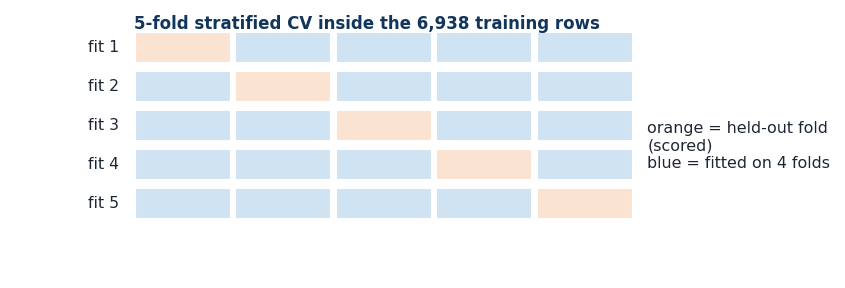 5-fold stratified CV inside the 6,938 training rows
fit 1
fit 2
fit 3
fit 4
fit 5
orange = held-out fold
(scored)
blue = fitted on 4 folds